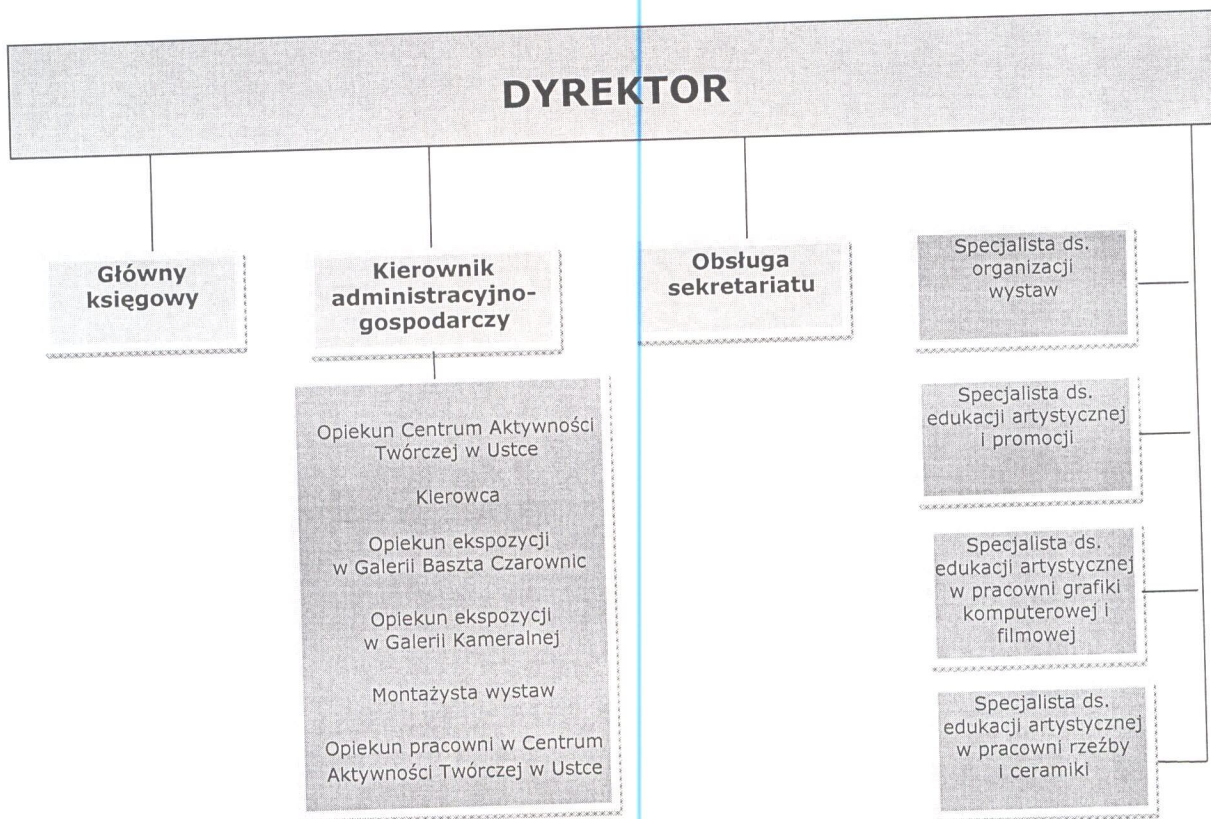 DYREKTOR
Główny
księgowy
Kierownik
administracyjno-
gospodarczy
Obsługa
sekretariatu
Opiekun Centrum Aktywności
Twórczej w Ustce
Kierowca
Opiekun ekspozycji
w Galerii Baszta Czarownic
Opiekun ekspozycji
w Galerii Kameralnej
Montażysta wystaw
Opiekun pracowni w Centrum
Aktywności Twórczej w Ustce
Specjalista ds.
organizacji
wystaw
Specjalista ds.
edukacji artystycznej
i promocji
Specjalista ds.
edukacji artystycznej
w pracowni grafiki
komputerowej i
filmowej
Specjalista ds.
edukacji artystycznej
w pracowni rzeźby
i ceramiki